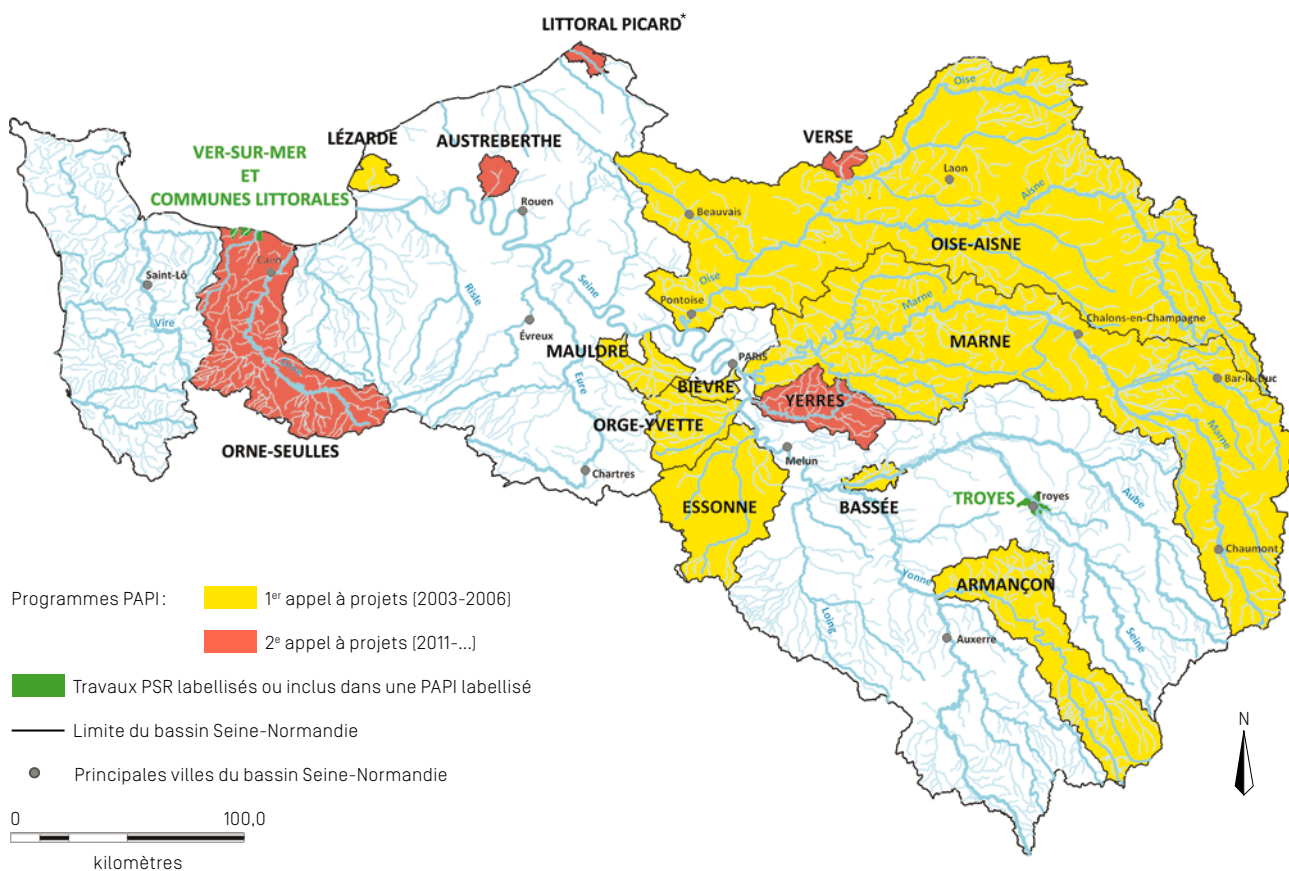 LITTORAL PICARD*
Oise
LÉZARDE
AUSTREBERTHE
VERSE
VER-SUR-MER
ET
COMMUNES LITTORALES
Laon
Aisne
Rouen
Beauvais
OISE-AISNE
Caen
Saint-Lô
Seine
Oise
Risle
Marne
Pontoise
Vire
Évreux
Chalons-en-Champagne
MAULDRE
MARNE
PARIS
Eure
BIÈVRE
Bar-le-Duc
YERRES
Orne
ORGE-YVETTE
Marne
ORNE-SEULLES
Melun
Chartres
Aube
ESSONNE
BASSÉE
TROYES
Troyes
Chaumont
Yonne
ARMANÇON
Loing
Seine
Auxerre
Programmes PAPI :
1er appel à projets (2003-2006)
2e appel à projets (2011-...)
Travaux PSR labellisés ou inclus dans une PAPI labellisé
Limite du bassin Seine-Normandie
Principales villes du bassin Seine-Normandie
N
0 100,0
kilomètres